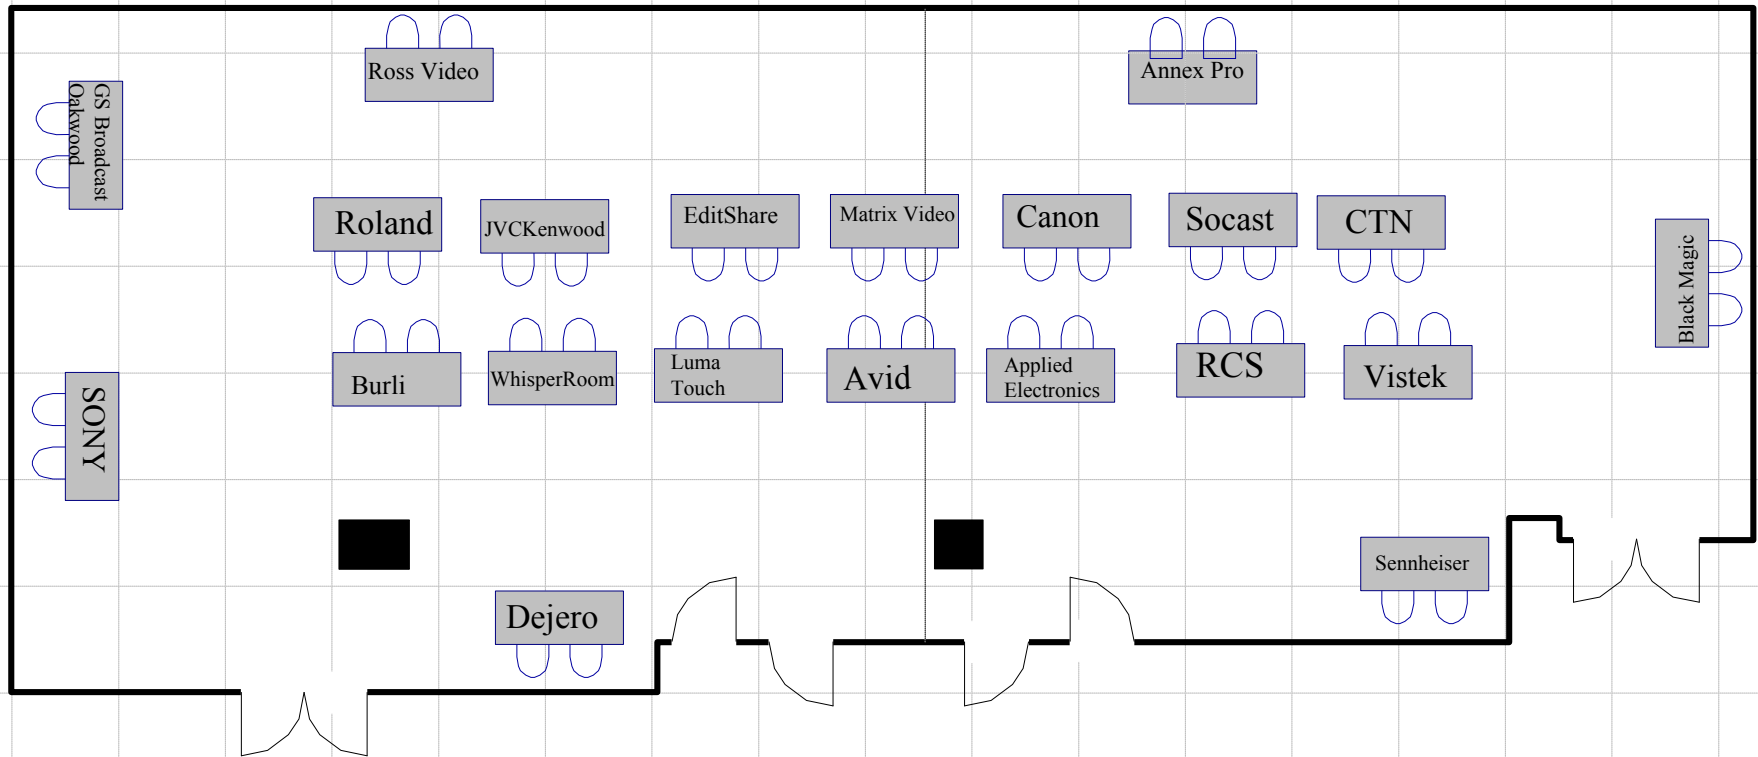 Ross Video
Annex Pro
GS Broadcast
Oakwood
Roland
JVCKenwood
EditShare
Matrix Video
Canon
Socast
CTN
Black Magic
Burli
WhisperRoom
Luma
Touch
Avid
Applied
Electronics
RCS
Vistek
SONY
Sennheiser
Dejero